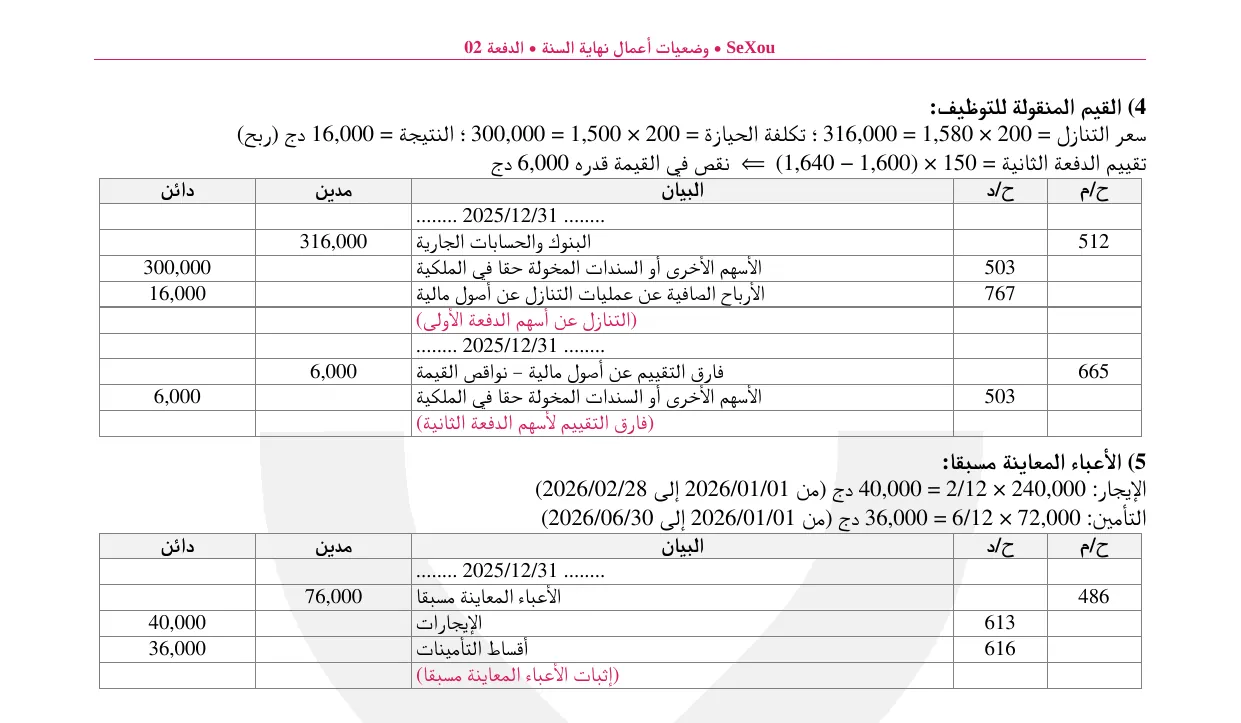 SeXou • وضعيات أعمال نهاية السنة • الدفعة 02
4) القيم المنقولة للتوظيف:
سعر التنازل = 200 × 1,580 = 316,000 ؛ تكلفة الحيازة = 200 × 1,500 = 300,000 ؛ النتيجة = 16,000 دج (ربح)
تقييم الدفعة الثانية = 150 × (1,600 − 1,640) ⟸ نقص في القيمة قدره 6,000 دج
ح/م ح/د البيان مدين دائن
........ 2025/12/31 ........
512 البنوك والحسابات الجارية 316,000
503 الأسهم الأخرى أو السندات المخولة حقا في الملكية 300,000
767 الأرباح الصافية عن عمليات التنازل عن أصول مالية 16,000
(التنازل عن أسهم الدفعة الأولى)
........ 2025/12/31 ........
665 فارق التقييم عن أصول مالية – نواقص القيمة 6,000
503 الأسهم الأخرى أو السندات المخولة حقا في الملكية 6,000
(فارق التقييم لأسهم الدفعة الثانية)
5) الأعباء المعاينة مسبقا:
الإيجار: 240,000 × 2/12 = 40,000 دج (من 2026/01/01 إلى 2026/02/28)
التأمين: 72,000 × 6/12 = 36,000 دج (من 2026/01/01 إلى 2026/06/30)
ح/م ح/د البيان مدين دائن
........ 2025/12/31 ........
486 الأعباء المعاينة مسبقا 76,000
613 الإيجارات 40,000
616 أقساط التأمينات 36,000
(إثبات الأعباء المعاينة مسبقا)